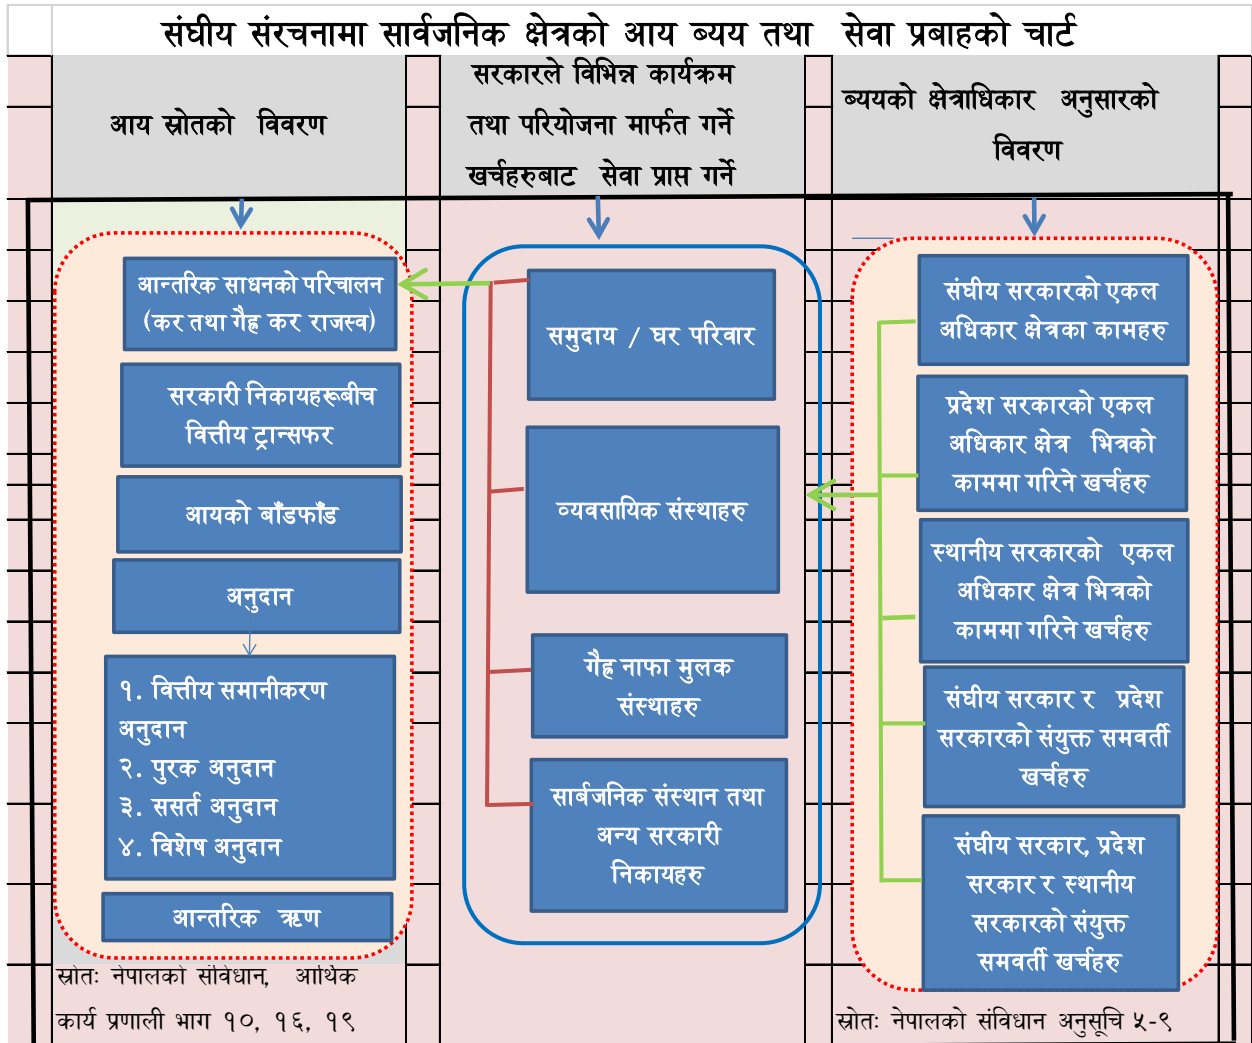 संघीय संरचनामा सार्वजनिक क्षेत्रको आय ब्यय तथा सेवा प्रबाहको चार्ट
आय स्रोतको विवरण
सरकारले विभिन्न कार्यक्रम
तथा परियोजना मार्फत गर्ने
खर्चहरुबाट सेवा प्राप्त गर्ने
ब्ययको क्षेत्राधिकार अनुसारको
विवरण
आन्तरिक साधनको परिचालन
(कर तथा गैह्र कर राजस्व)
सरकारी निकायहरूबीच
वित्तीय ट्रान्सफर
आयको बाँडफाँड
अनुदान
१. वित्तीय समानीकरण
अनुदान
२. पुरक अनुदान
३. ससर्त अनुदान
४. विशेष अनुदान
आन्तरिक ऋण
स्रोतः नेपालको संविधान, आर्थिक
कार्य प्रणाली भाग १०, १६, १९
समुदाय / घर परिवार
व्यवसायिक संस्थाहरु
गैह्र नाफा मुलक
संस्थाहरु
सार्बजनिक संस्थान तथा
अन्य सरकारी
निकायहरु
संघीय सरकारको एकल
अधिकार क्षेत्रका कामहरु
प्रदेश सरकारको एकल
अधिकार क्षेत्र भित्रको
काममा गरिने खर्चहरु
स्थानीय सरकारको एकल
अधिकार क्षेत्र भित्रको
काममा गरिने खर्चहरु
संघीय सरकार र प्रदेश
सरकारको संयुक्त समवर्ती
खर्चहरु
संघीय सरकार, प्रदेश
सरकार र स्थानीय
सरकारको संयुक्त
समवर्ती खर्चहरु
स्रोतः नेपालको संविधान अनुसूचि ५-९